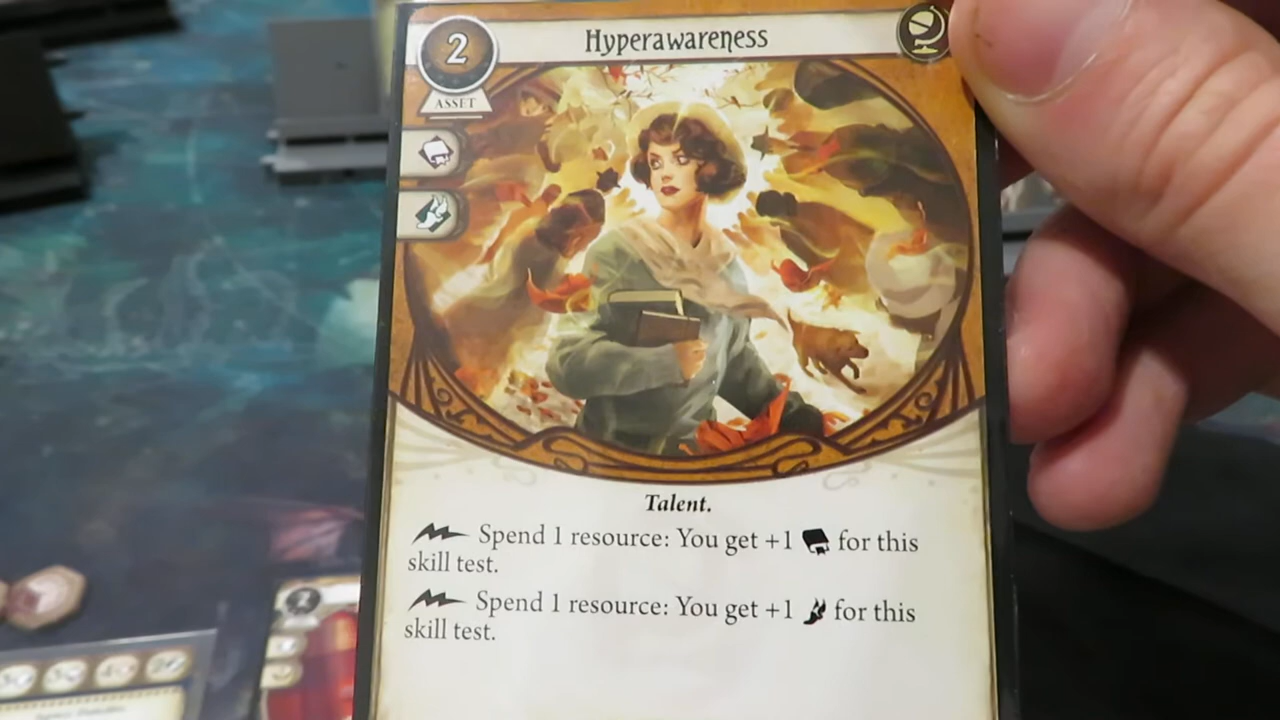 2
Hyperawareness
ASSET
Talent.
Spend 1 resource: You get +1 for this
skill test.
Spend 1 resource: You get +1 for this
skill test.
2